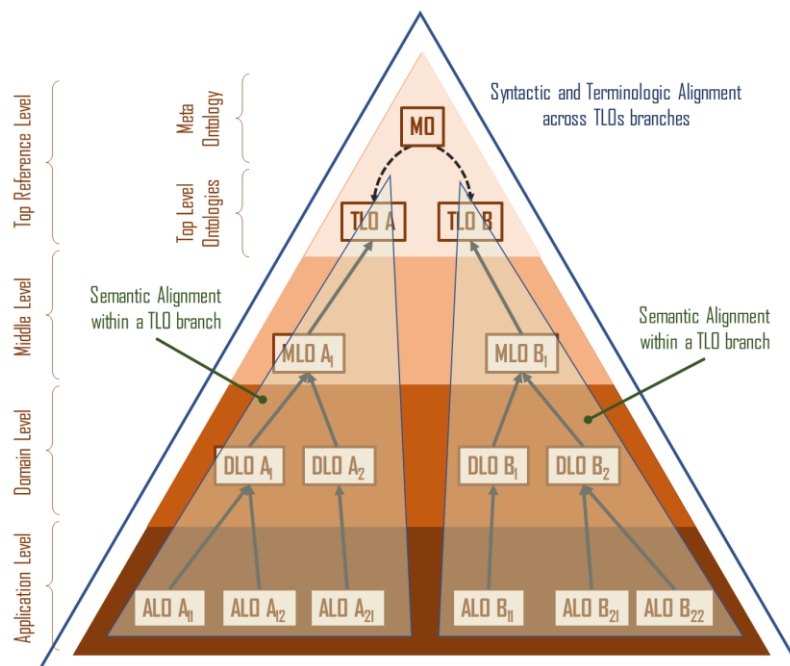 Top Reference Level
Meta
Ontology
Top Level
Ontologies
Middle Level
Domain Level
Application Level
Syntactic and Terminologic Alignment
across TLOs branches
MO
TLO A
TLO B
Semantic Alignment
within a TLO branch
Semantic Alignment
within a TLO branch
MLO A₁
MLO B₁
DLO A₁
DLO A₂
DLO B₁
DLO B₂
ALO A₁₁
ALO A₁₂
ALO A₂₁
ALO B₁₁
ALO B₂₁
ALO B₂₂